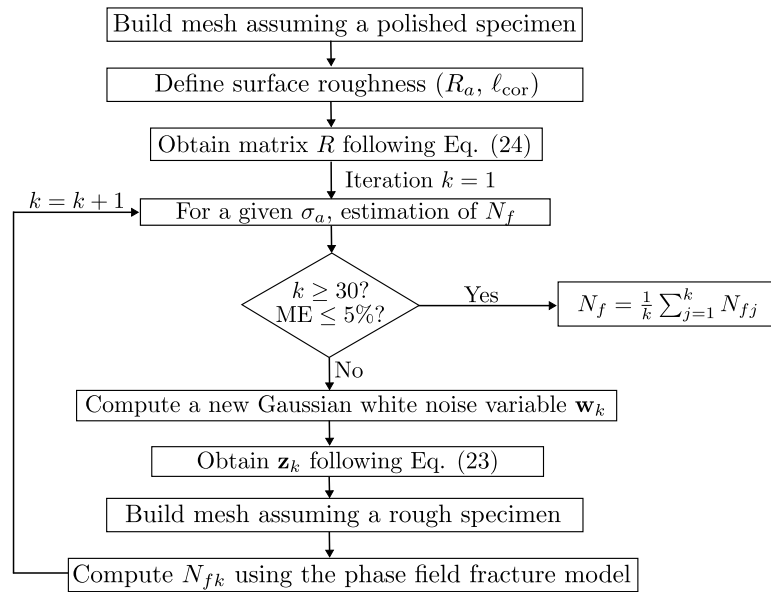 Build mesh assuming a polished specimen
Define surface roughness (Rₐ, ℓ_cor)
Obtain matrix R following Eq. (24)
Iteration k = 1
k = k + 1
For a given σₐ, estimation of N_f
k ≥ 30?
ME ≤ 5%?
Yes
N_f = 1/k ∑_{j=1}^{k} N_{fj}
No
Compute a new Gaussian white noise variable w_k
Obtain z_k following Eq. (23)
Build mesh assuming a rough specimen
Compute N_{fk} using the phase field fracture model